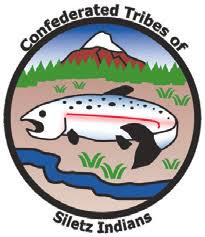 Confederated Tribes of
Siletz Indians